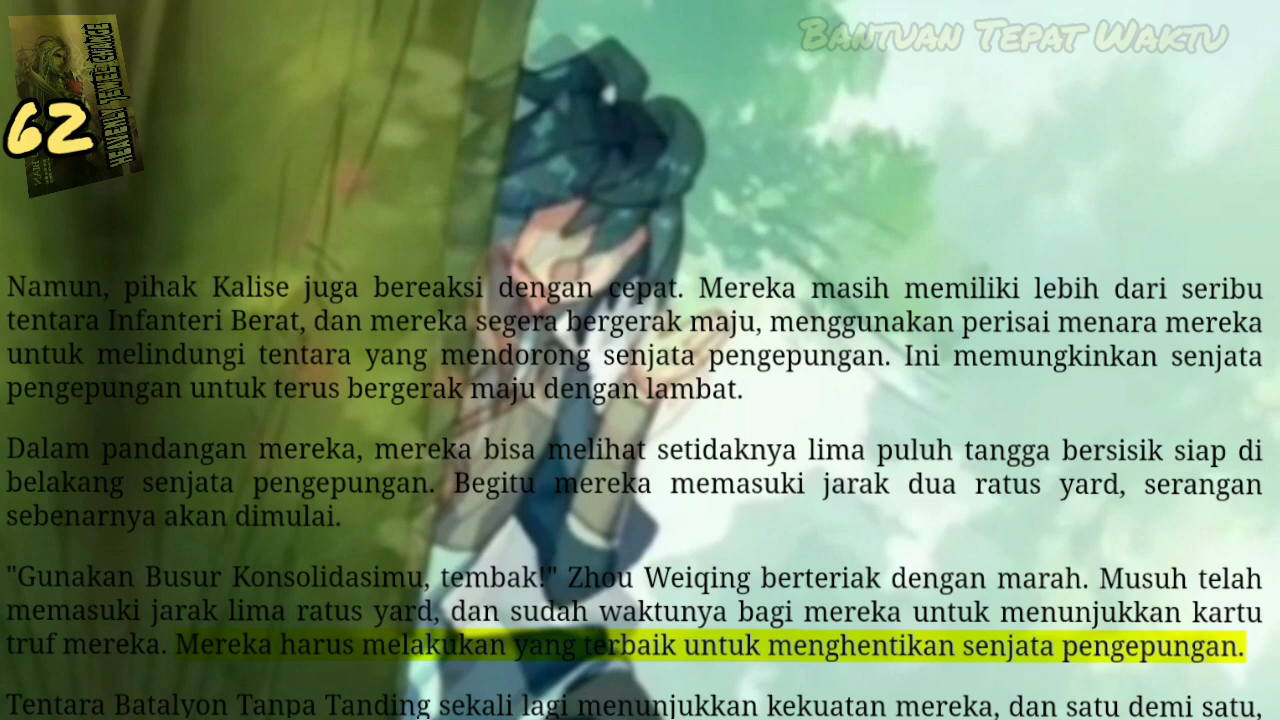 Bantuan Tepat Waktu
HEAVENLY JEWEL CHANGE
62
Namun, pihak Kalise juga bereaksi dengan cepat. Mereka masih memiliki lebih dari seribu
tentara Infanteri Berat, dan mereka segera bergerak maju, menggunakan perisai menara mereka
untuk melindungi tentara yang mendorong senjata pengepungan. Ini memungkinkan senjata
pengepungan untuk terus bergerak maju dengan lambat.
Dalam pandangan mereka, mereka bisa melihat setidaknya lima puluh tangga bersisik siap di
belakang senjata pengepungan. Begitu mereka memasuki jarak dua ratus yard, serangan
sebenarnya akan dimulai.
"Gunakan Busur Konsolidasimu, tembak!" Zhou Weiqing berteriak dengan marah. Musuh telah
memasuki jarak lima ratus yard, dan sudah waktunya bagi mereka untuk menunjukkan kartu
truf mereka. Mereka harus melakukan yang terbaik untuk menghentikan senjata pengepungan.
Tentara Batalyon Tanpa Tanding sekali lagi menunjukkan kekuatan mereka, dan satu demi satu,